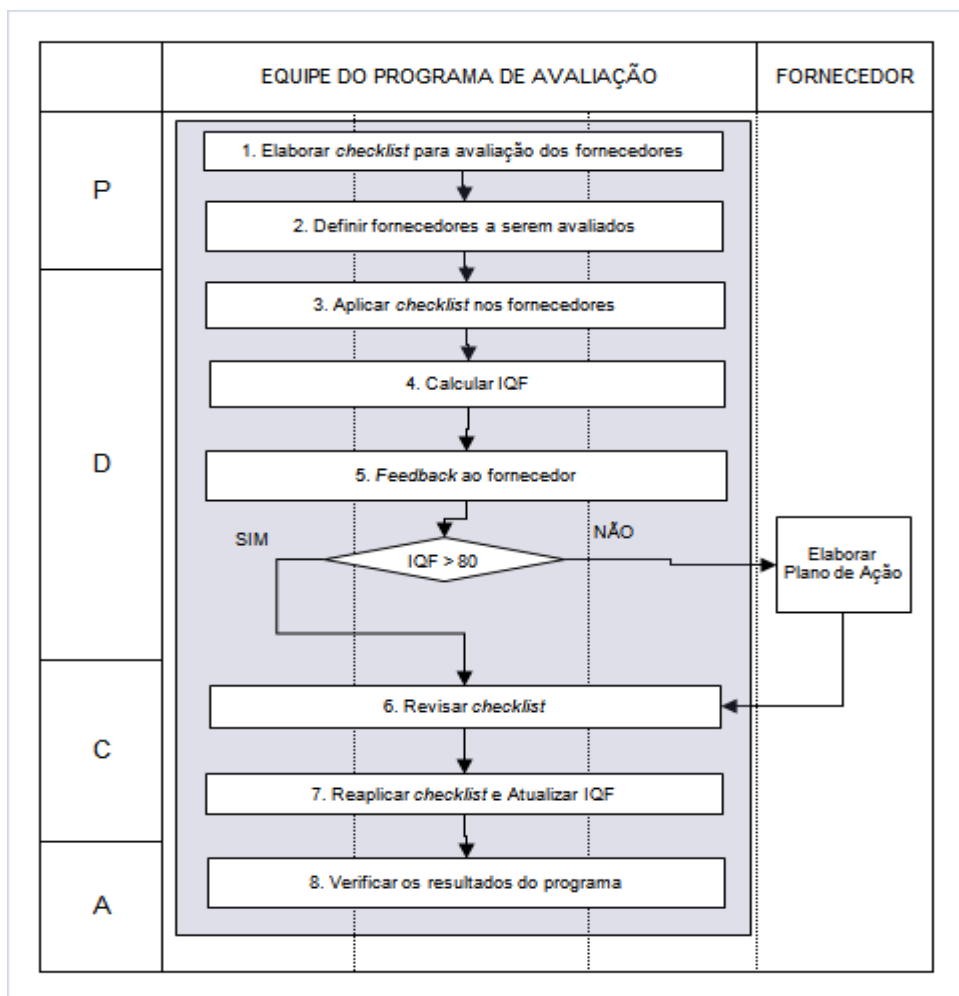 EQUIPE DO PROGRAMA DE AVALIAÇÃO
FORNECEDOR
P
1. Elaborar checklist para avaliação dos fornecedores
2. Definir fornecedores a serem avaliados
D
3. Aplicar checklist nos fornecedores
4. Calcular IQF
5. Feedback ao fornecedor
SIM
NÃO
IQF > 80
Elaborar
Plano de Ação
C
6. Revisar checklist
7. Reaplicar checklist e Atualizar IQF
A
8. Verificar os resultados do programa